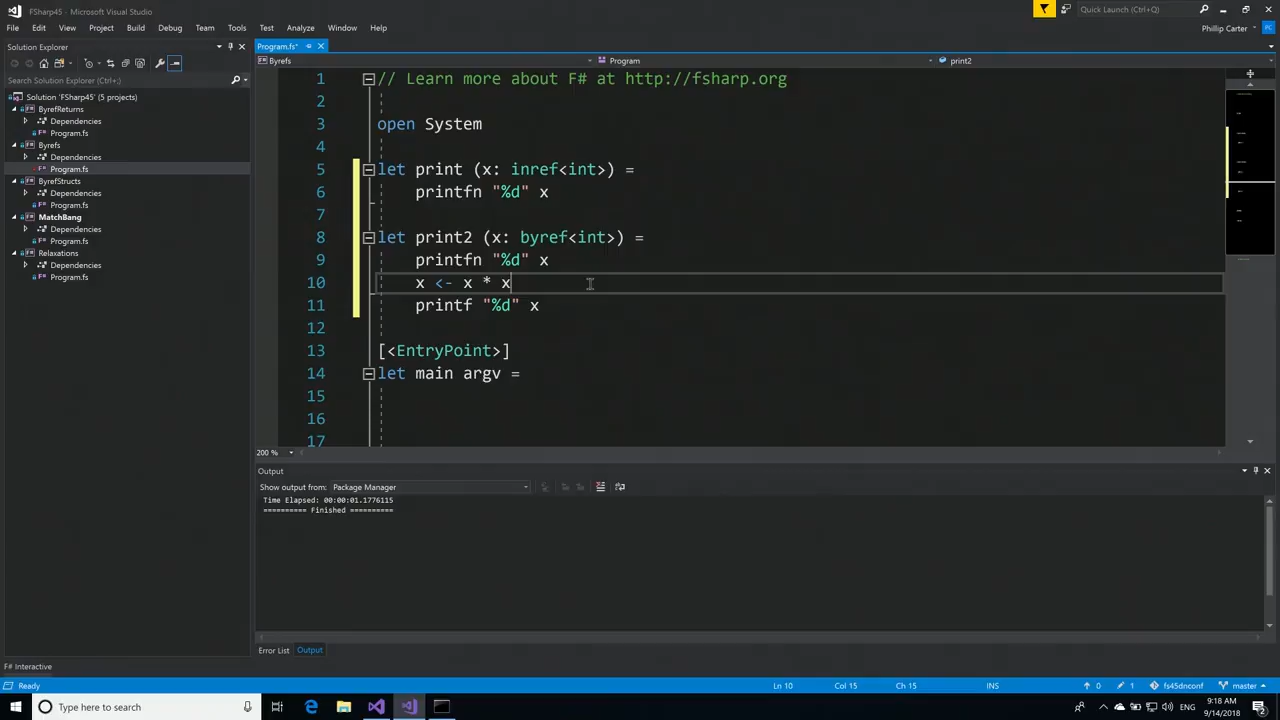 FSharp45 - Microsoft Visual Studio
Quick Launch (Ctrl+Q)
File Edit View Project Build Debug Team Tools Test Analyze Window Help
Phillip Carter
PC
Solution Explorer
Search Solution Explorer (Ctrl+;)
Solution 'FSharp45' (5 projects)
ByrefReturns
Dependencies
Program.fs
Byrefs
Dependencies
Program.fs
ByrefStructs
Dependencies
Program.fs
MatchBang
Dependencies
Program.fs
Relaxations
Dependencies
Program.fs
Program.fs*
Byrefs Program print2
1 // Learn more about F# at http://fsharp.org
2
3 open System
4
5 let print (x: inref<int>) =
6 printfn "%d" x
7
8 let print2 (x: byref<int>) =
9 printfn "%d" x
10 x <- x * x
11 printf "%d" x
12
13 [<EntryPoint>]
14 let main argv =
15
16
17
200 %
Output
Show output from: Package Manager
Time Elapsed: 00:00:01.1776115
========== Finished ==========
Error List Output
F# Interactive
Ready Ln 10 Col 15 Ch 15 INS 0 1 fs45dnconf master
Type here to search
9:18 AM
9/14/2018
2